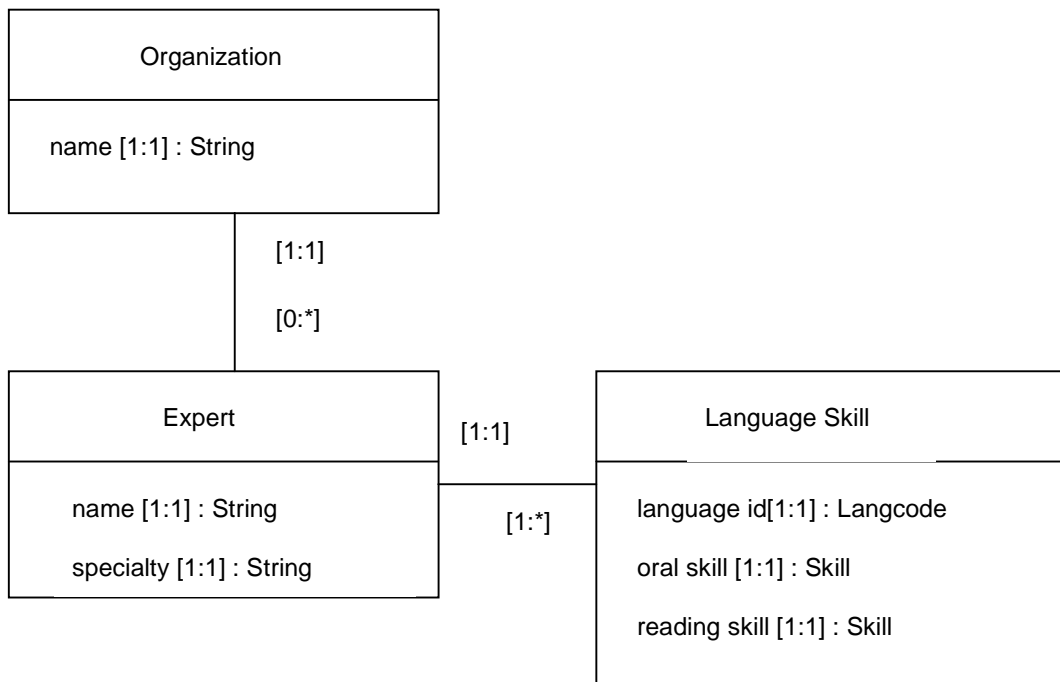 Organization
name [1:1] : String
[1:1]
[0:*]
Expert
name [1:1] : String
specialty [1:1] : String
[1:1]
[1:*]
Language Skill
language id[1:1] : Langcode
oral skill [1:1] : Skill
reading skill [1:1] : Skill